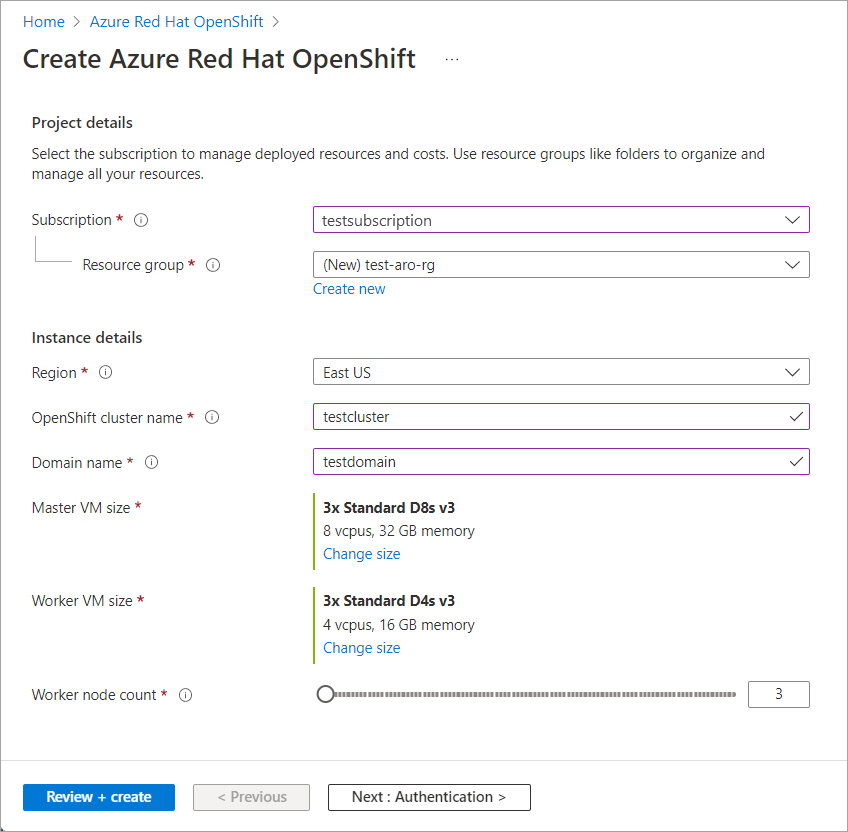 Home > Azure Red Hat OpenShift >
Create Azure Red Hat OpenShift ...
Project details
Select the subscription to manage deployed resources and costs. Use resource groups like folders to organize and
manage all your resources.
Subscription *
testsubscription
Resource group *
(New) test-aro-rg
Create new
Instance details
Region *
East US
OpenShift cluster name *
testcluster
Domain name *
testdomain
Master VM size *
3x Standard D8s v3
8 vcpus, 32 GB memory
Change size
Worker VM size *
3x Standard D4s v3
4 vcpus, 16 GB memory
Change size
Worker node count *
3
Review + create
< Previous
Next : Authentication >